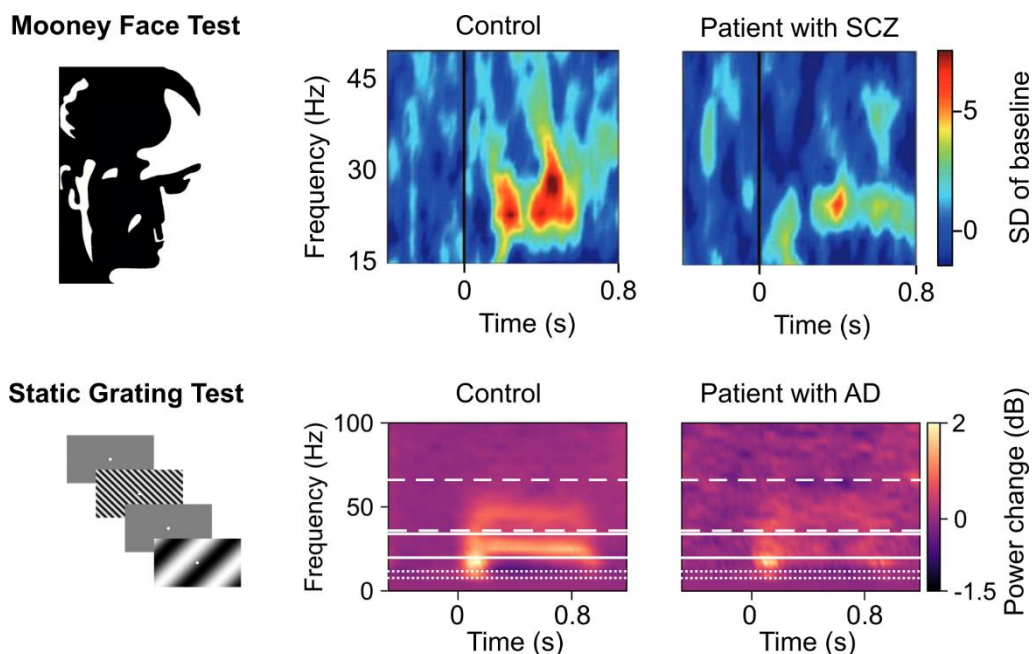 Mooney Face Test
Control
Patient with SCZ
Frequency (Hz)
45
30
15
0
0.8
Time (s)
0
0.8
Time (s)
5
0
SD of baseline
Static Grating Test
Control
Patient with AD
Frequency (Hz)
100
50
0
0
0.8
Time (s)
0
0.8
Time (s)
2
0
-1.5
Power change (dB)